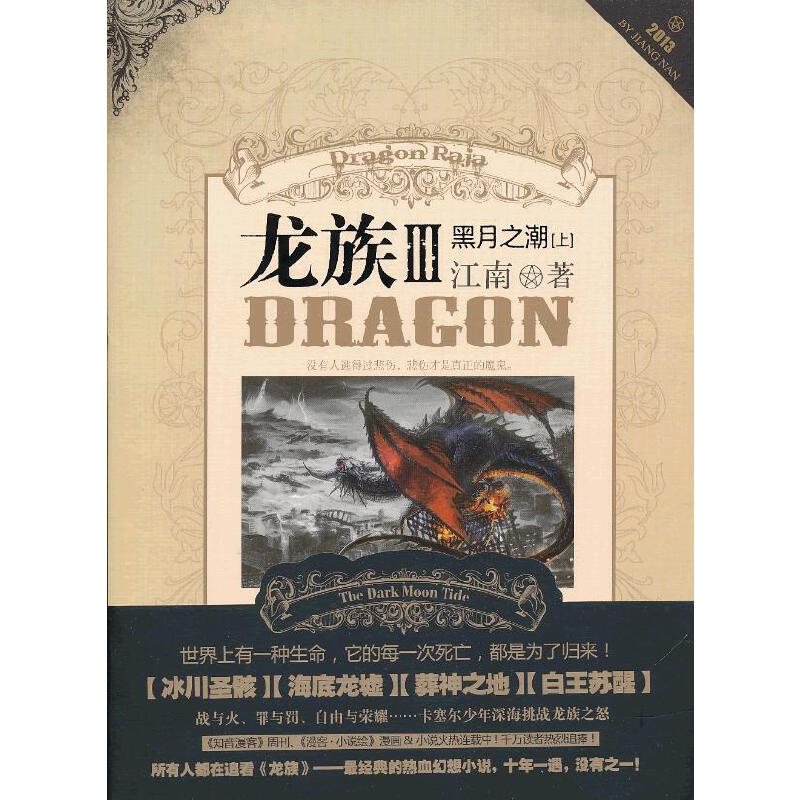 2013
BY JIANG NAN
Dragon Raja
龙族Ⅲ 黑月之潮[上]
江南 著
DRAGON
没有人逃得过悲伤，悲伤才是真正的魔鬼。
The Dark Moon Tide
世界上有一种生命，它的每一次死亡，都是为了归来！
【冰川圣骸】【海底龙墟】【葬神之地】【白王苏醒】
战与火、罪与罚、自由与荣耀……卡塞尔少年深海挑战龙族之怒
《知音漫客》周刊、《漫客·小说绘》漫画&小说火热连载中！千万读者热烈追捧！
所有人都在追看《龙族》——最经典的热血幻想小说，十年一遇，没有之一！